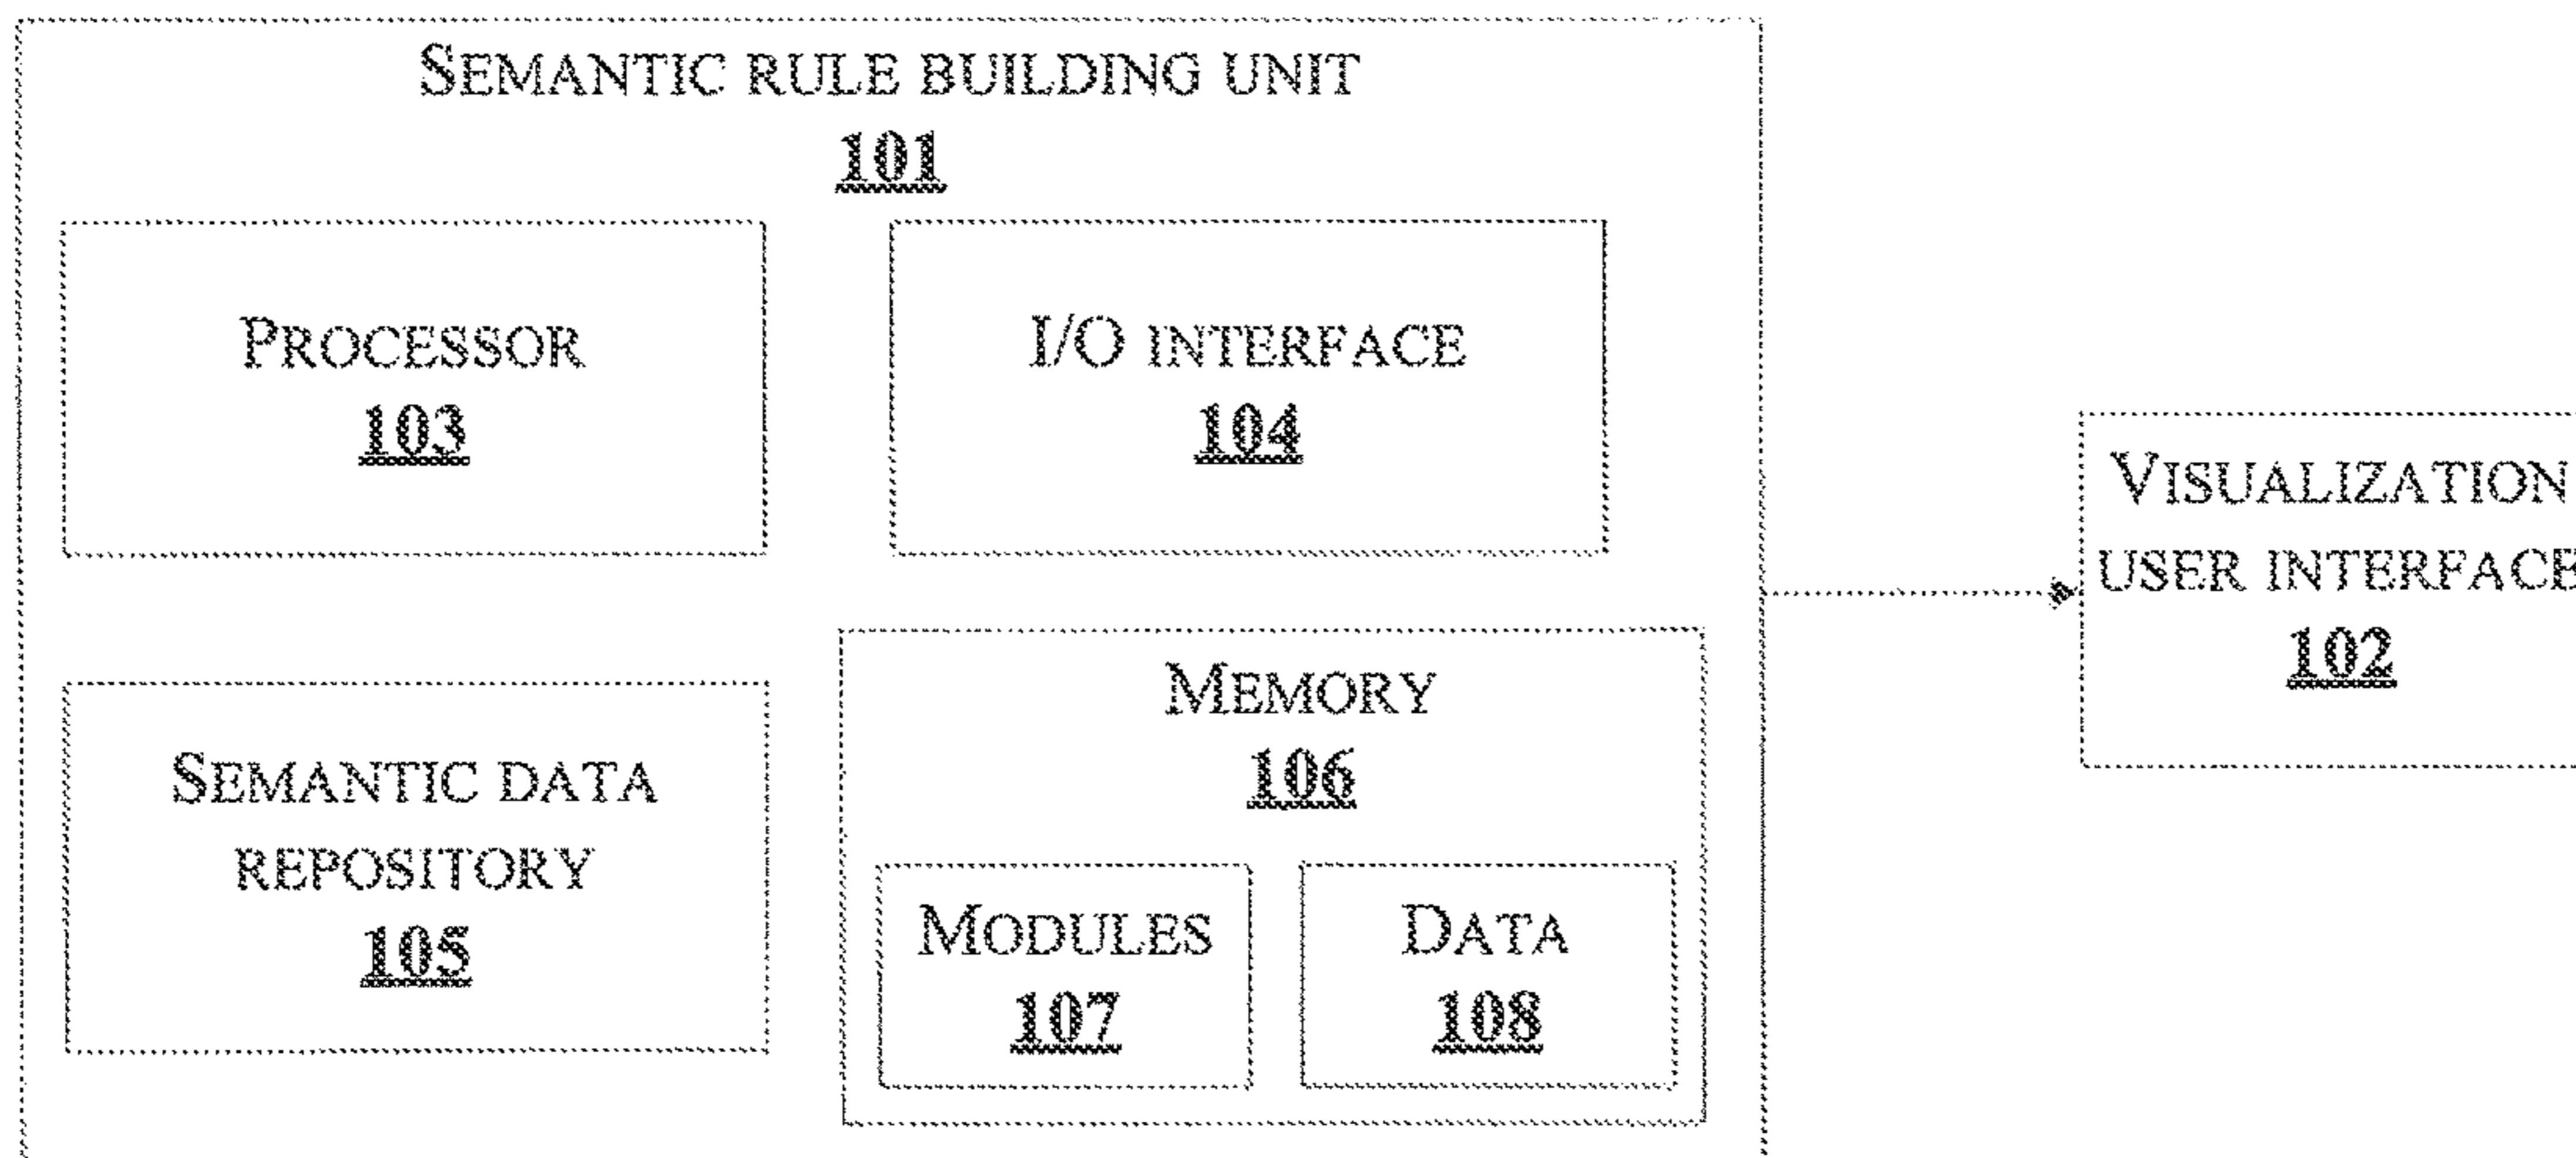 SEMANTIC RULE BUILDING UNIT
101
PROCESSOR
103
I/O INTERFACE
104
SEMANTIC DATA
REPOSITORY
105
MEMORY
106
MODULES
107
DATA
108
VISUALIZATION
USER INTERFACE
102